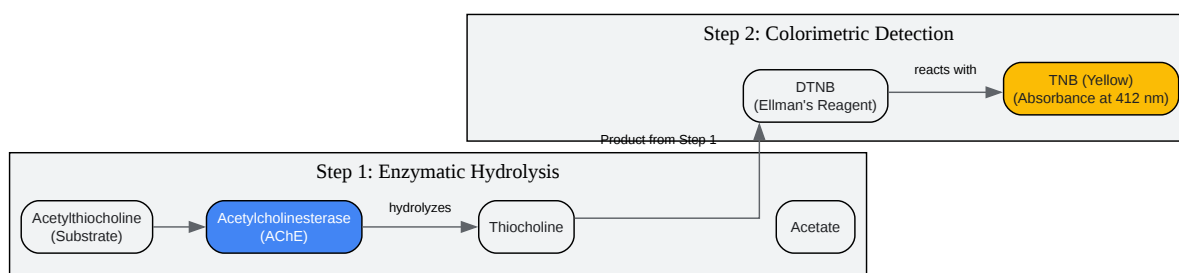 Step 2: Colorimetric Detection
DTNB
(Ellman's Reagent)
reacts with
TNB (Yellow)
(Absorbance at 412 nm)
Product from Step 1
Step 1: Enzymatic Hydrolysis
Acetylthiocholine
(Substrate)
Acetylcholinesterase
(AChE)
hydrolyzes
Thiocholine
Acetate